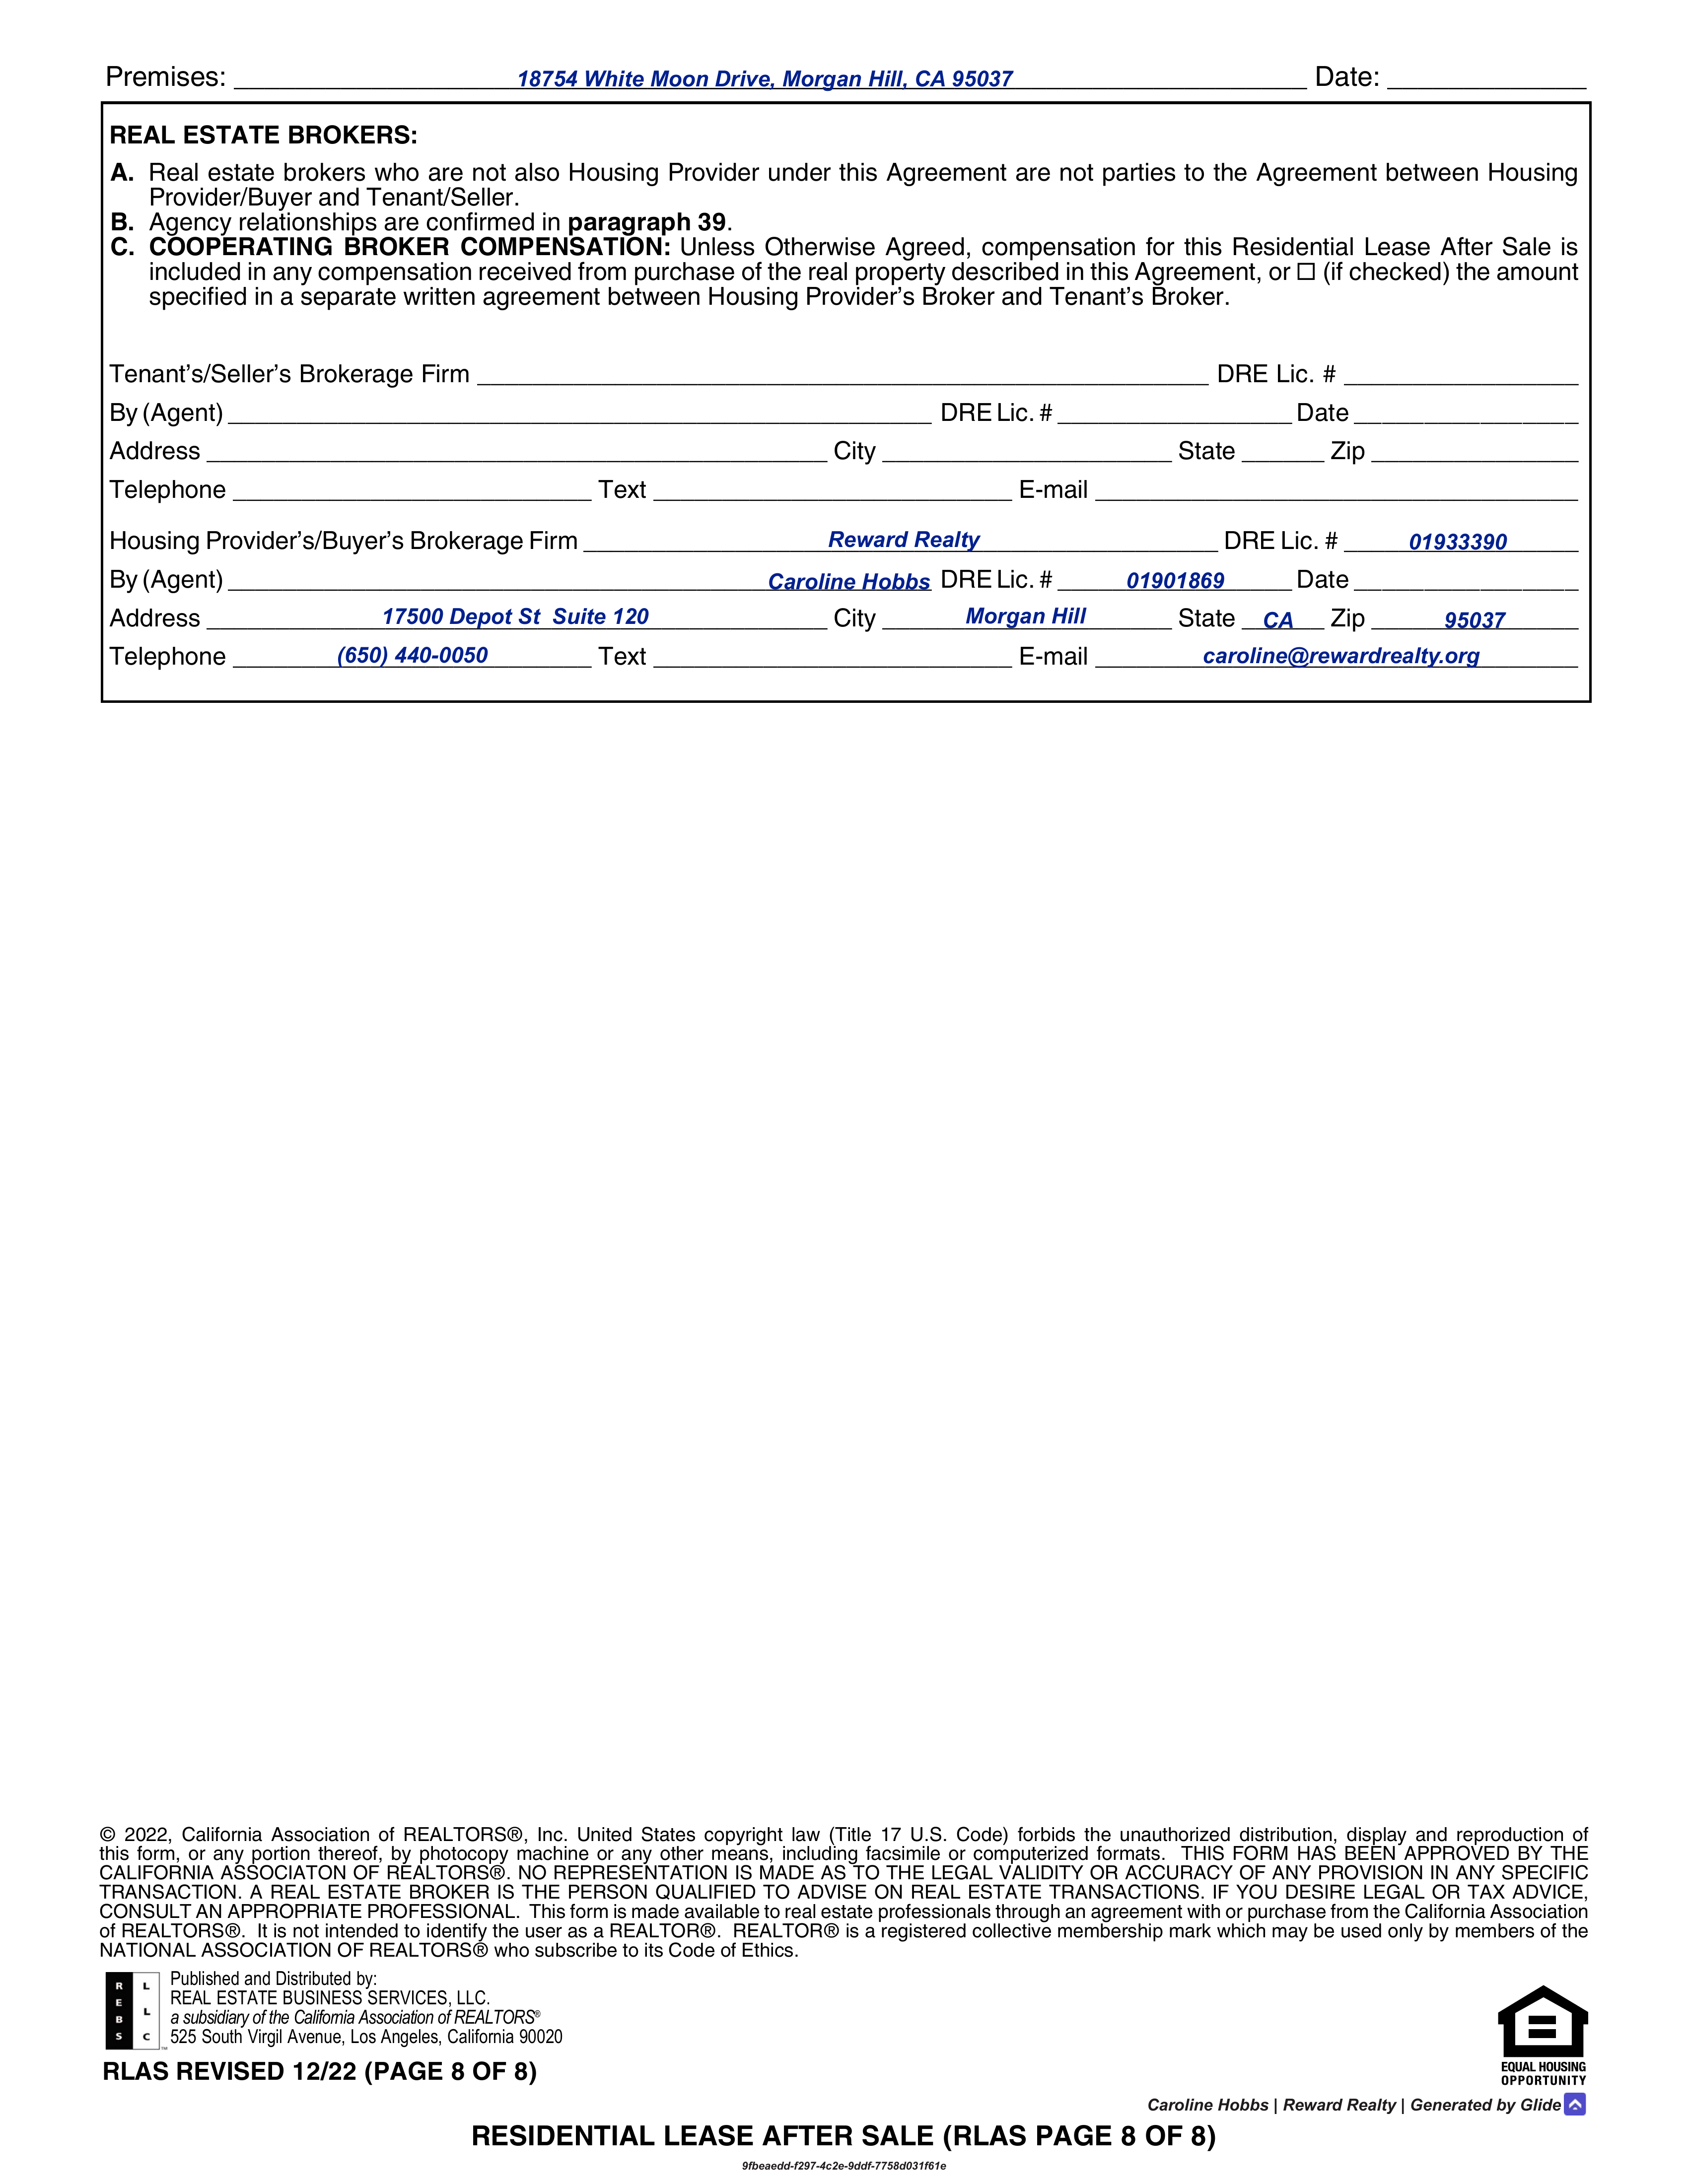 Premises: 18754 White Moon Drive, Morgan Hill, CA 95037 Date:
REAL ESTATE BROKERS:
A. Real estate brokers who are not also Housing Provider under this Agreement are not parties to the Agreement between Housing
Provider/Buyer and Tenant/Seller.
B. Agency relationships are confirmed in paragraph 39.
C. COOPERATING BROKER COMPENSATION: Unless Otherwise Agreed, compensation for this Residential Lease After Sale is
included in any compensation received from purchase of the real property described in this Agreement, or ☐ (if checked) the amount
specified in a separate written agreement between Housing Provider’s Broker and Tenant’s Broker.
Tenant’s/Seller’s Brokerage Firm DRE Lic. #
By (Agent) DRE Lic. # Date
Address City State Zip
Telephone Text E-mail
Housing Provider’s/Buyer’s Brokerage Firm Reward Realty DRE Lic. # 01933390
By (Agent) Caroline Hobbs DRE Lic. # 01901869 Date
Address 17500 Depot St Suite 120 City Morgan Hill State CA Zip 95037
Telephone (650) 440-0050 Text E-mail caroline@rewardrealty.org
© 2022, California Association of REALTORS®, Inc. United States copyright law (Title 17 U.S. Code) forbids the unauthorized distribution, display and reproduction of
this form, or any portion thereof, by photocopy machine or any other means, including facsimile or computerized formats. THIS FORM HAS BEEN APPROVED BY THE
CALIFORNIA ASSOCIATON OF REALTORS®. NO REPRESENTATION IS MADE AS TO THE LEGAL VALIDITY OR ACCURACY OF ANY PROVISION IN ANY SPECIFIC
TRANSACTION. A REAL ESTATE BROKER IS THE PERSON QUALIFIED TO ADVISE ON REAL ESTATE TRANSACTIONS. IF YOU DESIRE LEGAL OR TAX ADVICE,
CONSULT AN APPROPRIATE PROFESSIONAL. This form is made available to real estate professionals through an agreement with or purchase from the California Association
of REALTORS®. It is not intended to identify the user as a REALTOR®. REALTOR® is a registered collective membership mark which may be used only by members of the
NATIONAL ASSOCIATION OF REALTORS® who subscribe to its Code of Ethics.
R E B S L L C ™
Published and Distributed by:
REAL ESTATE BUSINESS SERVICES, LLC.
a subsidiary of the California Association of REALTORS®
525 South Virgil Avenue, Los Angeles, California 90020
EQUAL HOUSING
OPPORTUNITY
RLAS REVISED 12/22 (PAGE 8 OF 8)
Caroline Hobbs | Reward Realty | Generated by Glide
RESIDENTIAL LEASE AFTER SALE (RLAS PAGE 8 OF 8)
9fbeaedd-f297-4c2e-9ddf-7758d031f61e